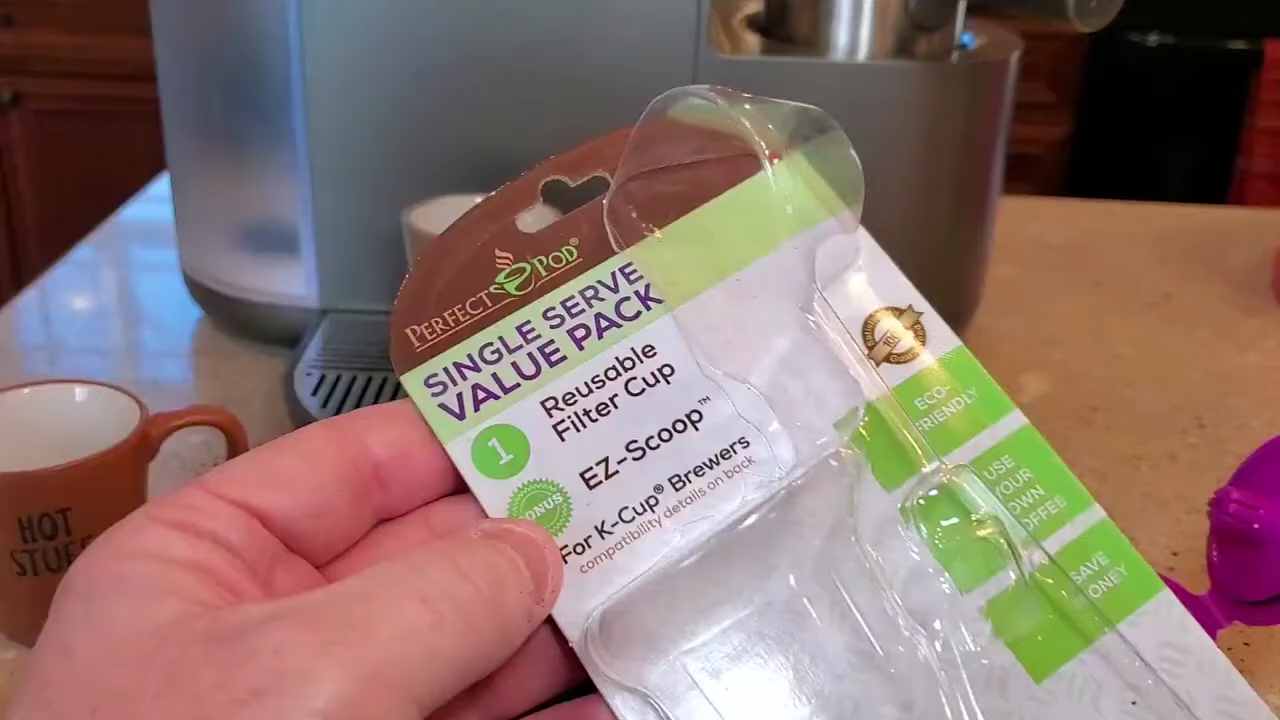 PERFECT POD®
SINGLE SERVE
VALUE PACK
1
Reusable
Filter Cup
EZ-Scoop™
BONUS
For K-Cup® Brewers
compatibility details on back
ECO-
FRIENDLY
USE
YOUR
OWN
COFFEE
SAVE
MONEY
HOT
STUFF